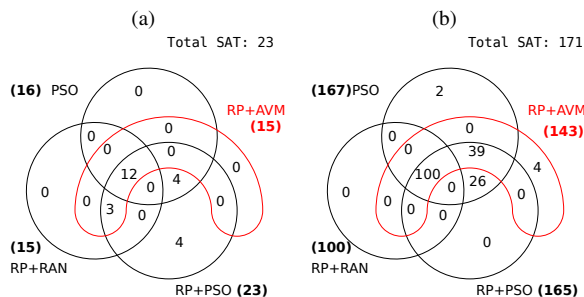 (a)
Total SAT: 23
(16) PSO
0
RP+AVM
(15)
0
0
0
0
0
12
4
0
0
0
3
0
0
4
(15)
RP+RAN
RP+PSO (23)
(b)
Total SAT: 171
(167)PSO
2
RP+AVM
(143)
0
0
0
39
4
100
26
0
0
0
0
0
0
0
(100)
RP+RAN
RP+PSO (165)